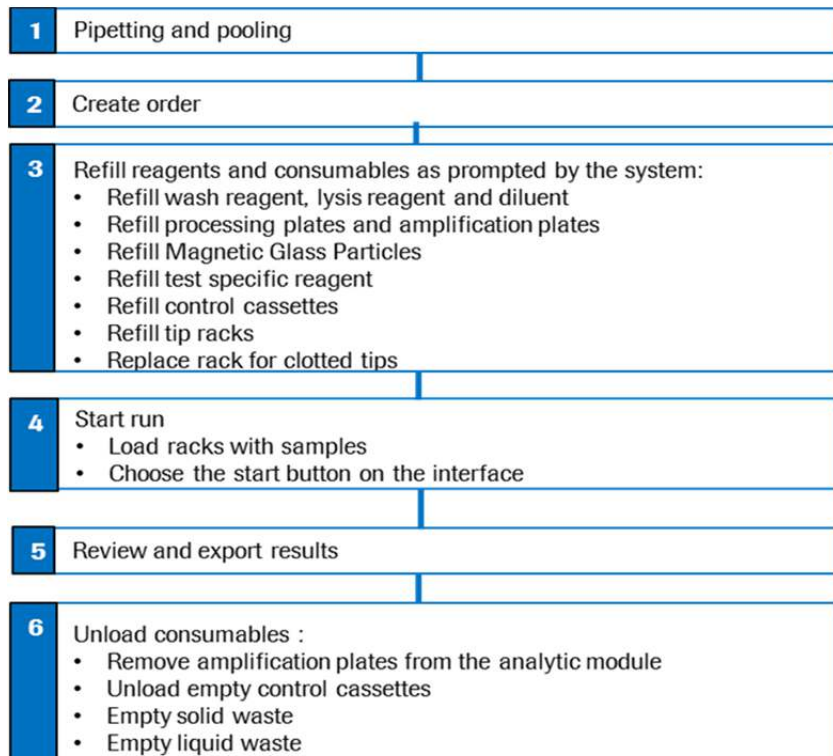 1 Pipetting and pooling
2 Create order
3 Refill reagents and consumables as prompted by the system:
• Refill wash reagent, lysis reagent and diluent
• Refill processing plates and amplification plates
• Refill Magnetic Glass Particles
• Refill test specific reagent
• Refill control cassettes
• Refill tip racks
• Replace rack for clotted tips
4 Start run
• Load racks with samples
• Choose the start button on the interface
5 Review and export results
6 Unload consumables :
• Remove amplification plates from the analytic module
• Unload empty control cassettes
• Empty solid waste
• Empty liquid waste